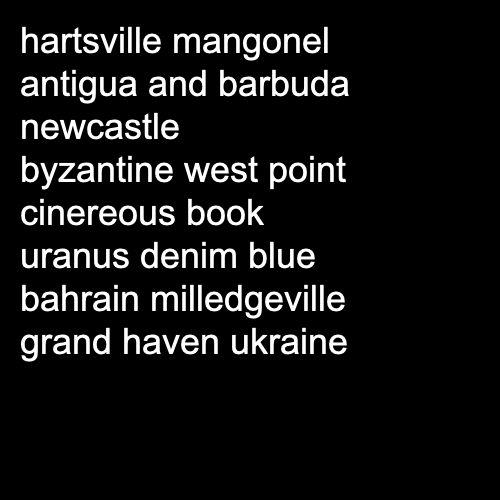 hartsville mangonel
antigua and barbuda
newcastle
byzantine west point
cinereous book
uranus denim blue
bahrain milledgeville
grand haven ukraine